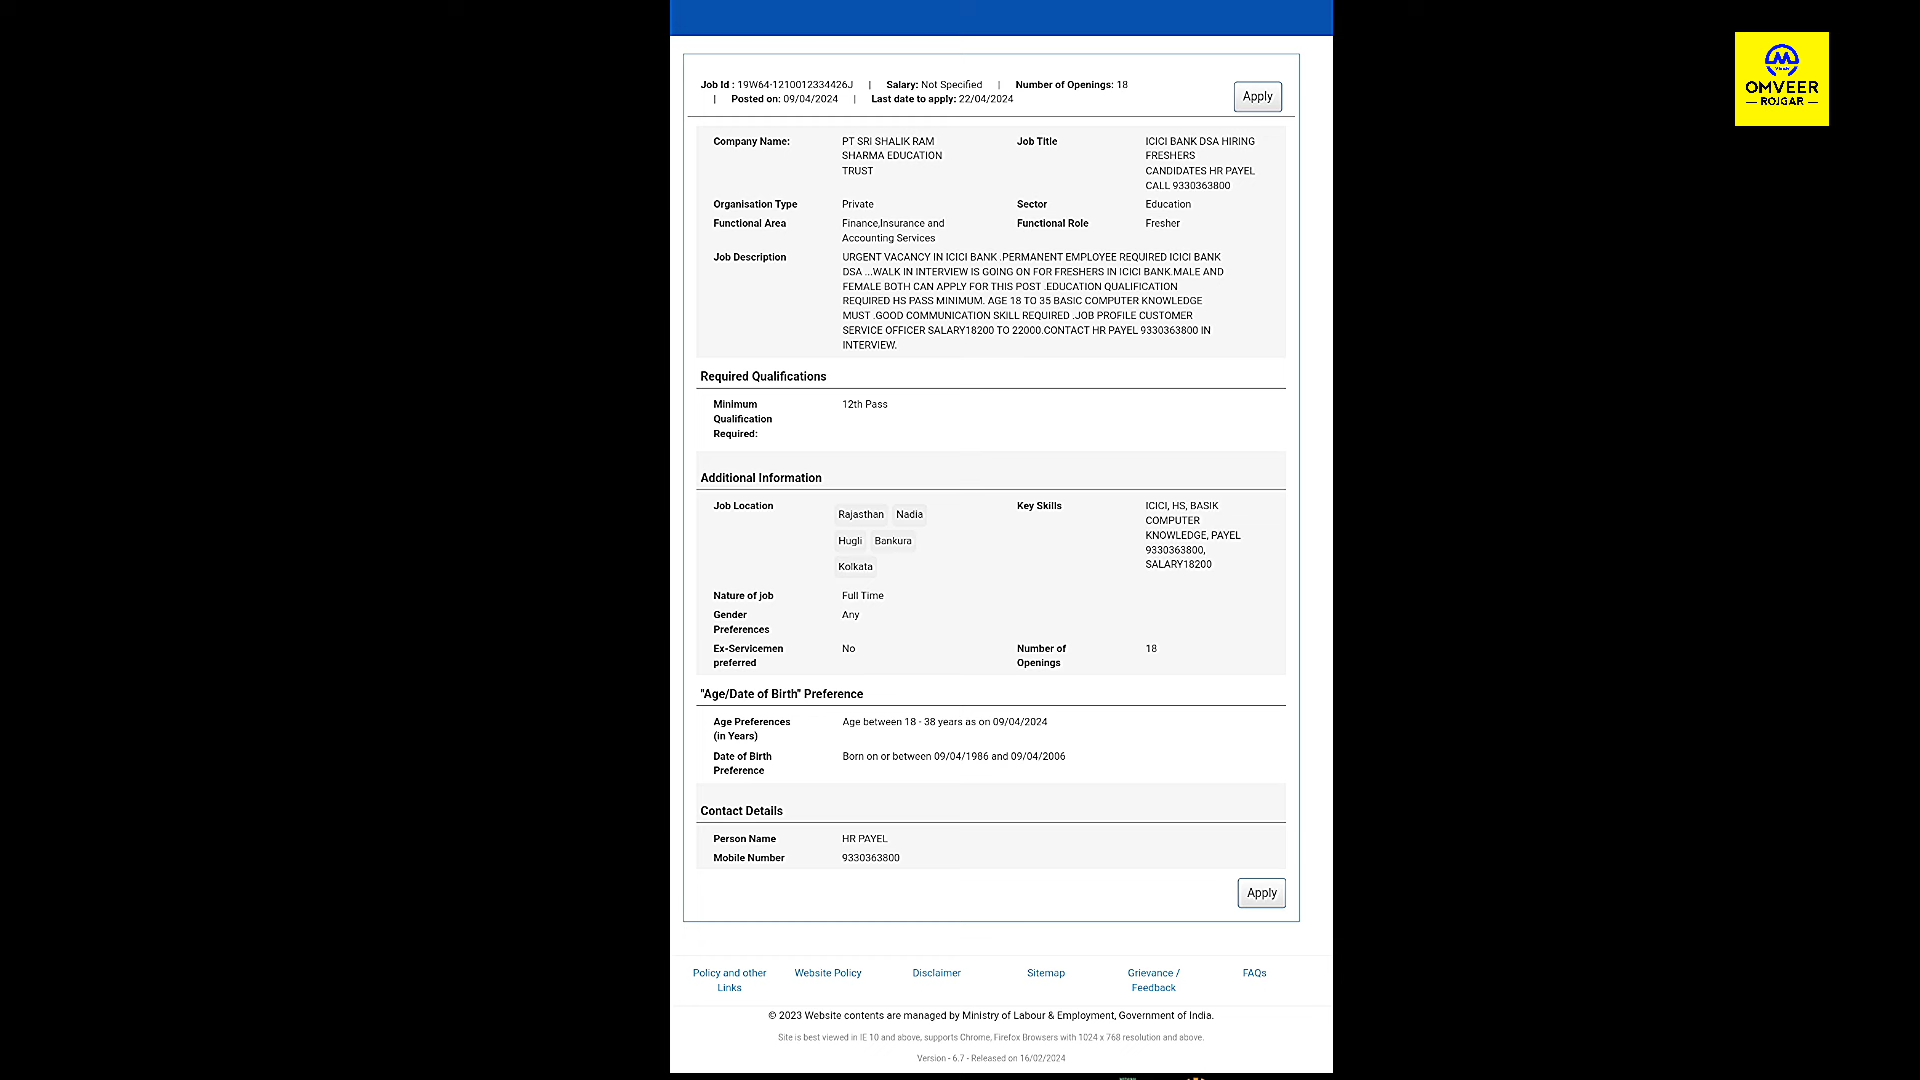 Job Id : 19W64-1210012334426J | Salary: Not Specified | Number of Openings: 18
| Posted on: 09/04/2024 | Last date to apply: 22/04/2024
Apply
OMVEER
— ROJGAR —
Company Name: PT SRI SHALIK RAM Job Title ICICI BANK DSA HIRING
SHARMA EDUCATION FRESHERS
TRUST CANDIDATES HR PAYEL
CALL 9330363800
Organisation Type Private Sector Education
Functional Area Finance,Insurance and Functional Role Fresher
Accounting Services
Job Description URGENT VACANCY IN ICICI BANK .PERMANENT EMPLOYEE REQUIRED ICICI BANK
DSA ...WALK IN INTERVIEW IS GOING ON FOR FRESHERS IN ICICI BANK.MALE AND
FEMALE BOTH CAN APPLY FOR THIS POST .EDUCATION QUALIFICATION
REQUIRED HS PASS MINIMUM. AGE 18 TO 35 BASIC COMPUTER KNOWLEDGE
MUST .GOOD COMMUNICATION SKILL REQUIRED .JOB PROFILE CUSTOMER
SERVICE OFFICER SALARY18200 TO 22000.CONTACT HR PAYEL 9330363800 IN
INTERVIEW.
Required Qualifications
Minimum 12th Pass
Qualification
Required:
Additional Information
Job Location Rajasthan Nadia Key Skills ICICI, HS, BASIK
COMPUTER
Hugli Bankura KNOWLEDGE, PAYEL
9330363800,
Kolkata SALARY18200
Nature of job Full Time
Gender Any
Preferences
Ex-Servicemen No Number of 18
preferred Openings
"Age/Date of Birth" Preference
Age Preferences Age between 18 - 38 years as on 09/04/2024
(in Years)
Date of Birth Born on or between 09/04/1986 and 09/04/2006
Preference
Contact Details
Person Name HR PAYEL
Mobile Number 9330363800
Apply
Policy and other Website Policy Disclaimer Sitemap Grievance / FAQs
Links Feedback
© 2023 Website contents are managed by Ministry of Labour & Employment, Government of India.
Site is best viewed in IE 10 and above, supports Chrome, Firefox Browsers with 1024 x 768 resolution and above.
Version - 6.7 - Released on 16/02/2024